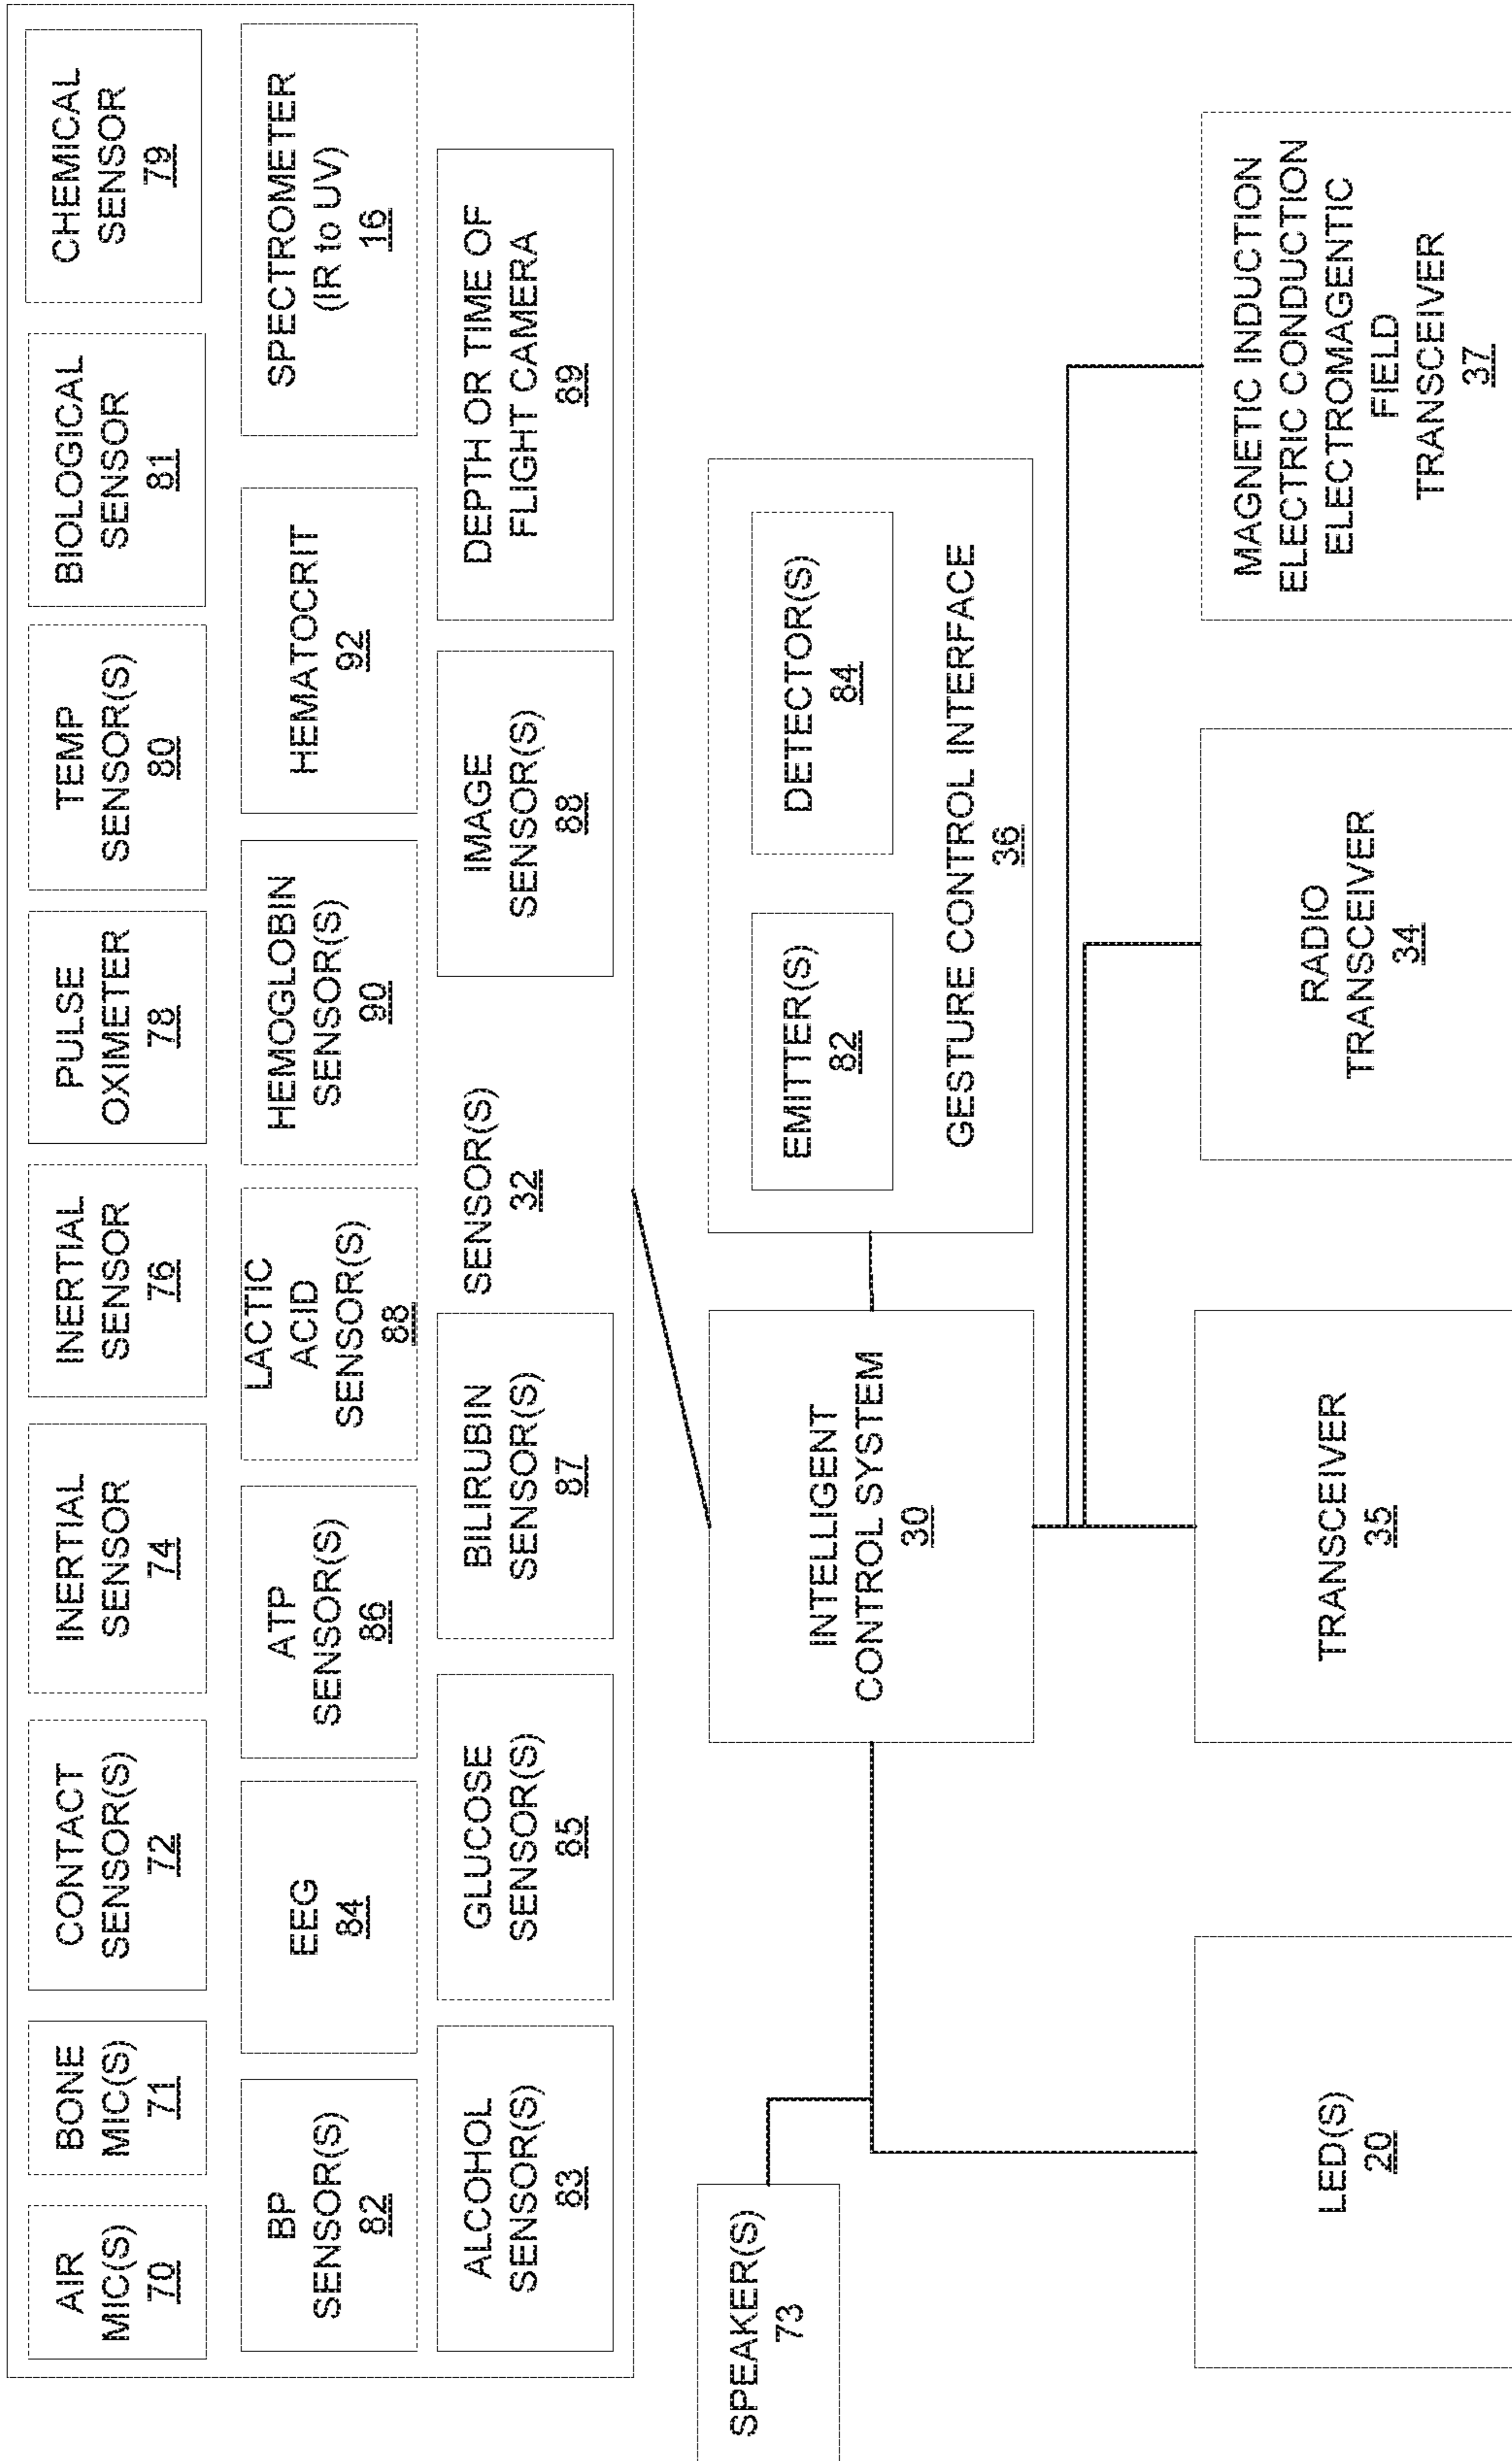 AIR
MIC(S)
70
BONE
MIC(S)
71
CONTACT
SENSOR(S)
72
INERTIAL
SENSOR
74
INERTIAL
SENSOR
76
PULSE
OXIMETER
78
TEMP
SENSOR(S)
80
BIOLOGICAL
SENSOR
81
CHEMICAL
SENSOR
79
BP
SENSOR(S)
82
EEG
84
ATP
SENSOR(S)
86
LACTIC
ACID
SENSOR(S)
88
HEMOGLOBIN
SENSOR(S)
90
HEMATOCRIT
92
SPECTROMETER
(IR to UV)
16
ALCOHOL
SENSOR(S)
83
GLUCOSE
SENSOR(S)
85
BILIRUBIN
SENSOR(S)
87
SENSOR(S)
32
IMAGE
SENSOR(S)
88
DEPTH OR TIME OF
FLIGHT CAMERA
89
SPEAKER(S)
73
INTELLIGENT
CONTROL SYSTEM
30
EMITTER(S)
82
DETECTOR(S)
84
GESTURE CONTROL INTERFACE
36
LED(S)
20
TRANSCEIVER
35
RADIO
TRANSCEIVER
34
MAGNETIC INDUCTION
ELECTRIC CONDUCTION
ELECTROMAGENTIC
FIELD
TRANSCEIVER
37